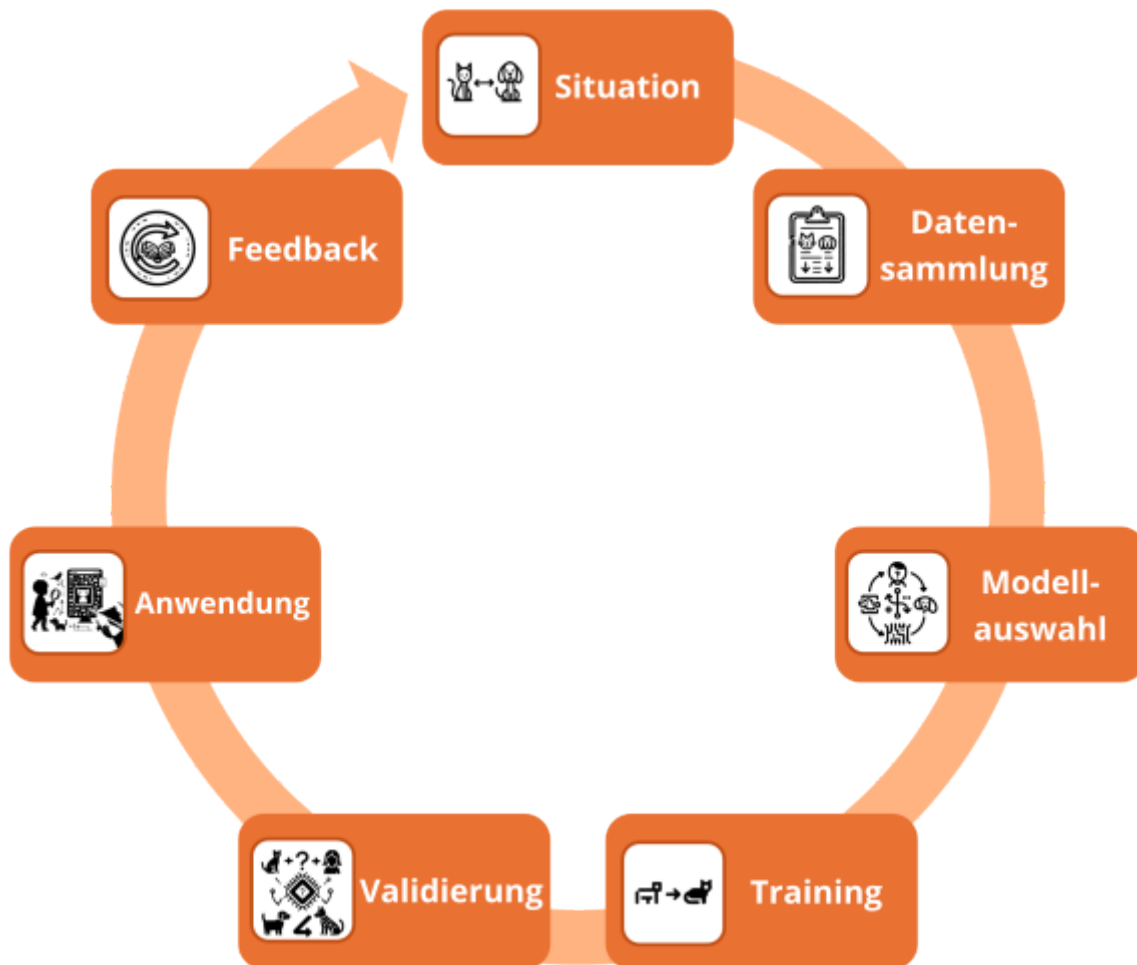 Situation
Daten-
sammlung
Modell-
auswahl
Training
Validierung
Anwendung
Feedback